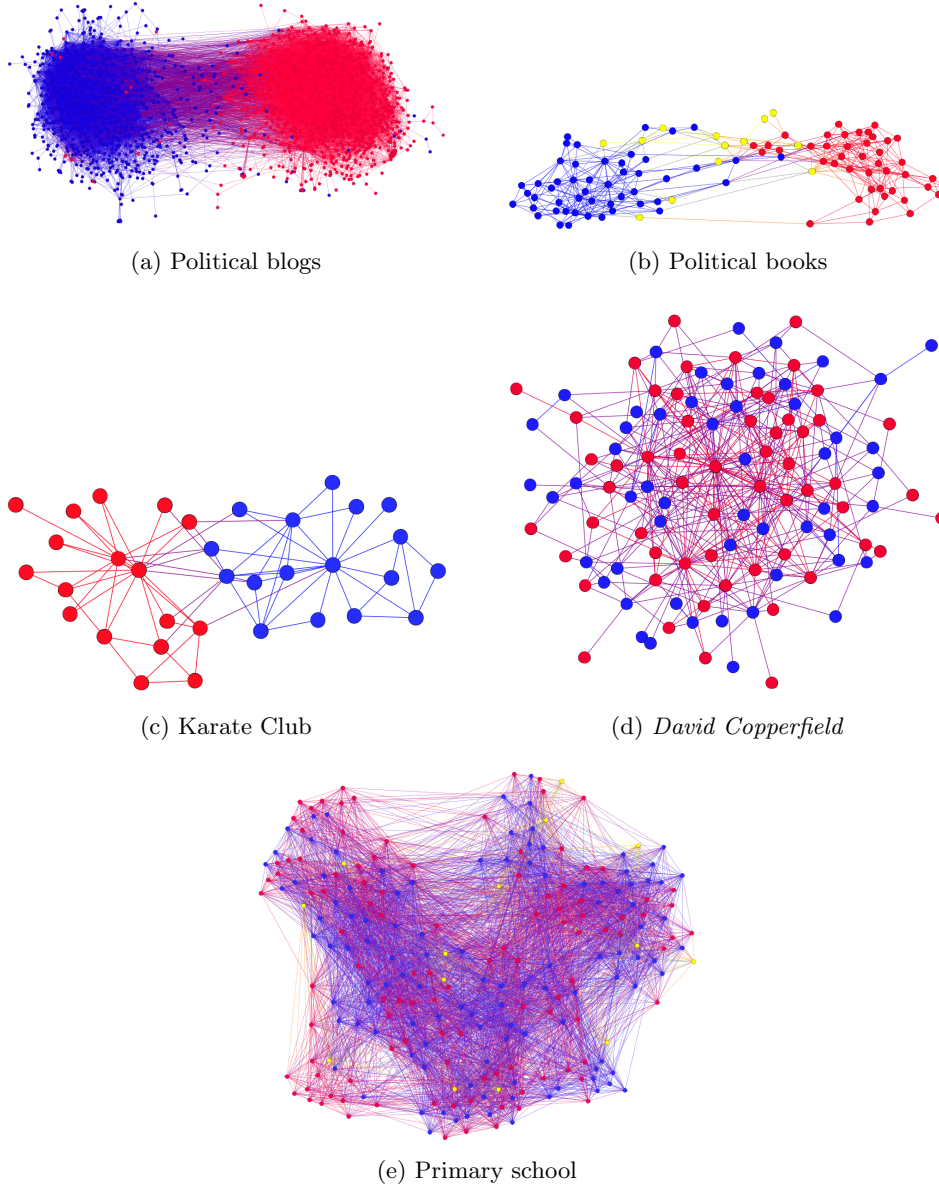 (a) Political blogs
(b) Political books
(c) Karate Club
(d) David Copperfield
(e) Primary school